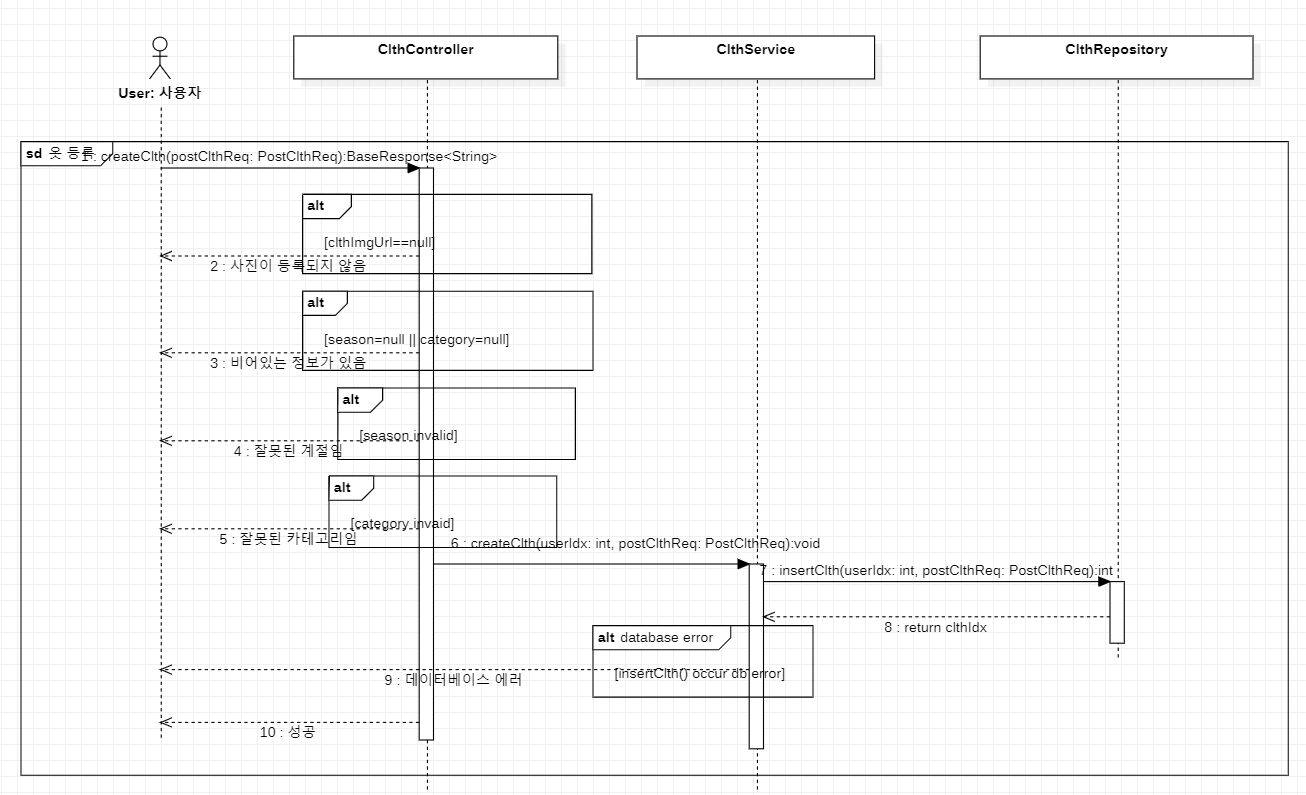 ClthController
ClthService
ClthRepository
User: 사용자
sd 옷 등록
1 : createClth(postClthReq: PostClthReq):BaseResponse<String>
alt
[clthImgUrl==null]
2 : 사진이 등록되지 않음
alt
[season=null || category=null]
3 : 비어있는 정보가 있음
alt
[season invalid]
4 : 잘못된 계절임
alt
[category invaid]
5 : 잘못된 카테고리임
6 : createClth(userIdx: int, postClthReq: PostClthReq):void
7 : insertClth(userIdx: int, postClthReq: PostClthReq):int
8 : return clthIdx
alt database error
[insertClth() occur db error]
9 : 데이터베이스 에러
10 : 성공